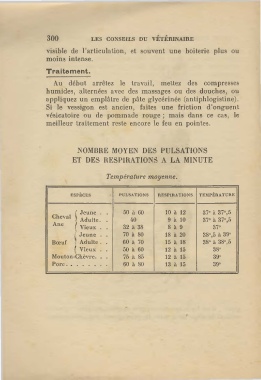 300 LES CONSEILS DU VÉTÉRINAIRE
visible de l'articulation, et souvent une boiterie plus ou
moins intense.
Traitement.
Au début arrêtez le travail, mettez des compresses
humides, alternées avec des massages ou des douches, ou
appliquez un emplâtre de pâte glycérinée (antiphlogistine).
Si le vessigon est ancien, faites une friction d'onguent
vésicatoire ou de pommade rouge ; mais dans ce cas, le
meilleur traitement reste encore le feu en pointes.
NOMBRE MOYEN DES PULSATIONS
ET DES RESPIRATIONS A LA MINUTE
Température moyenne.
ESPÈCES PULSATIONS RESPIRATIONS TEMPÉRATURE
Cheval Ane Jeune . . 50 à 60 10 à 12 37°,5
Adulte. . 40 9 à 10 37° à 37°,5
Vieux . . 32 à 38 8 à 9 37°
Bœuf Jeune . . 70 à 80 18 à 20 38°,5 à 39°
Adulte . . 60 à 70 15 à 18 38° à 38°,5
Vieux . . 50 à 60 12 à 15 38°
Mouton-Chèvre. . . 75 à 85 12 à 15 39°
Porc. . . . . . . . 60 à 80 13 à 15 39°